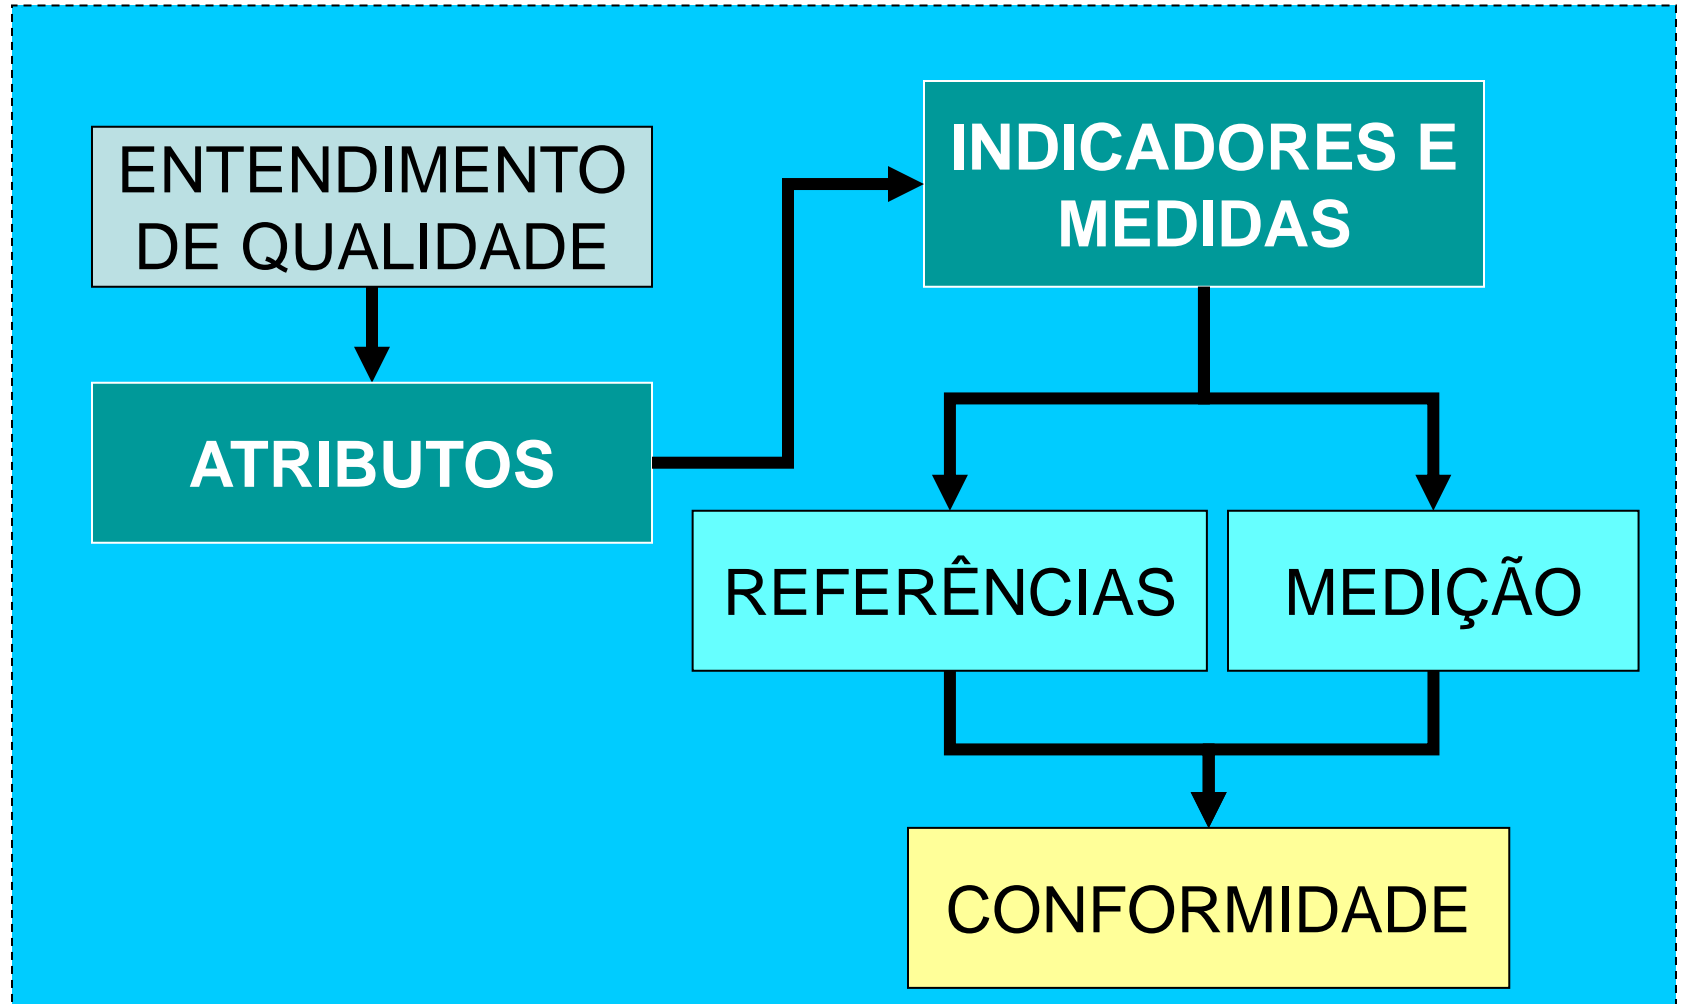 ENTENDIMENTO
DE QUALIDADE
ATRIBUTOS
INDICADORES E
MEDIDAS
REFERÊNCIAS
MEDIÇÃO
CONFORMIDADE